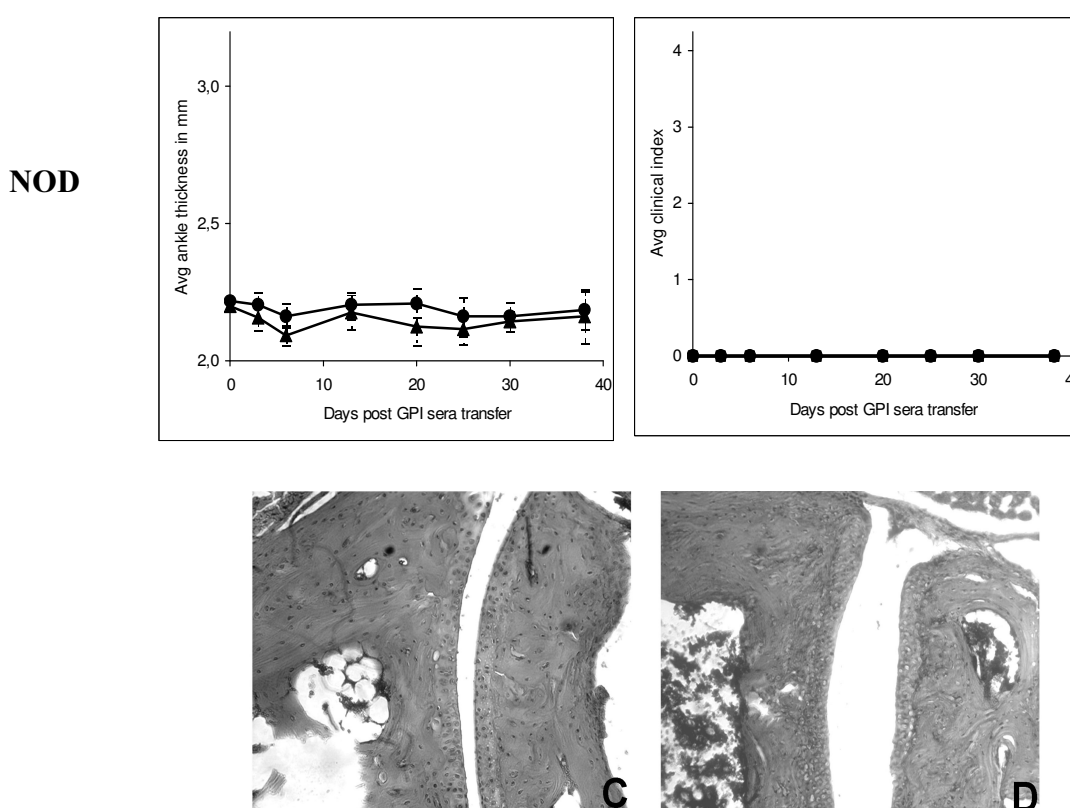 NOD
Avg ankle thickness in mm
3,0
2,5
2,0
0 10 20 30 40
Days post GPI sera transfer
Avg clinical index
4
3
2
1
0
0 10 20 30 4
Days post GPI sera transfer
C
D